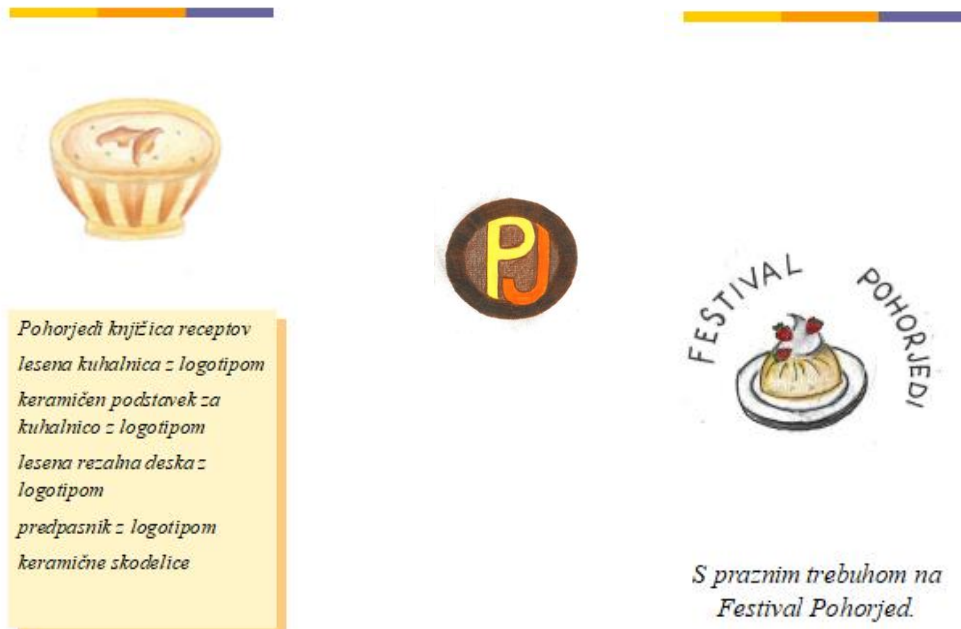 Pohorjedi knjižica receptov
lesena kuhalnica z logotipom
keramičen podstavek za
kuhalnico z logotipom
lesena rezalna deska z
logotipom
predpasnik z logotipom
keramične skodelice
PJ
FESTIVAL POHORJEDI
S praznim trebuhom na
Festival Pohorjed.